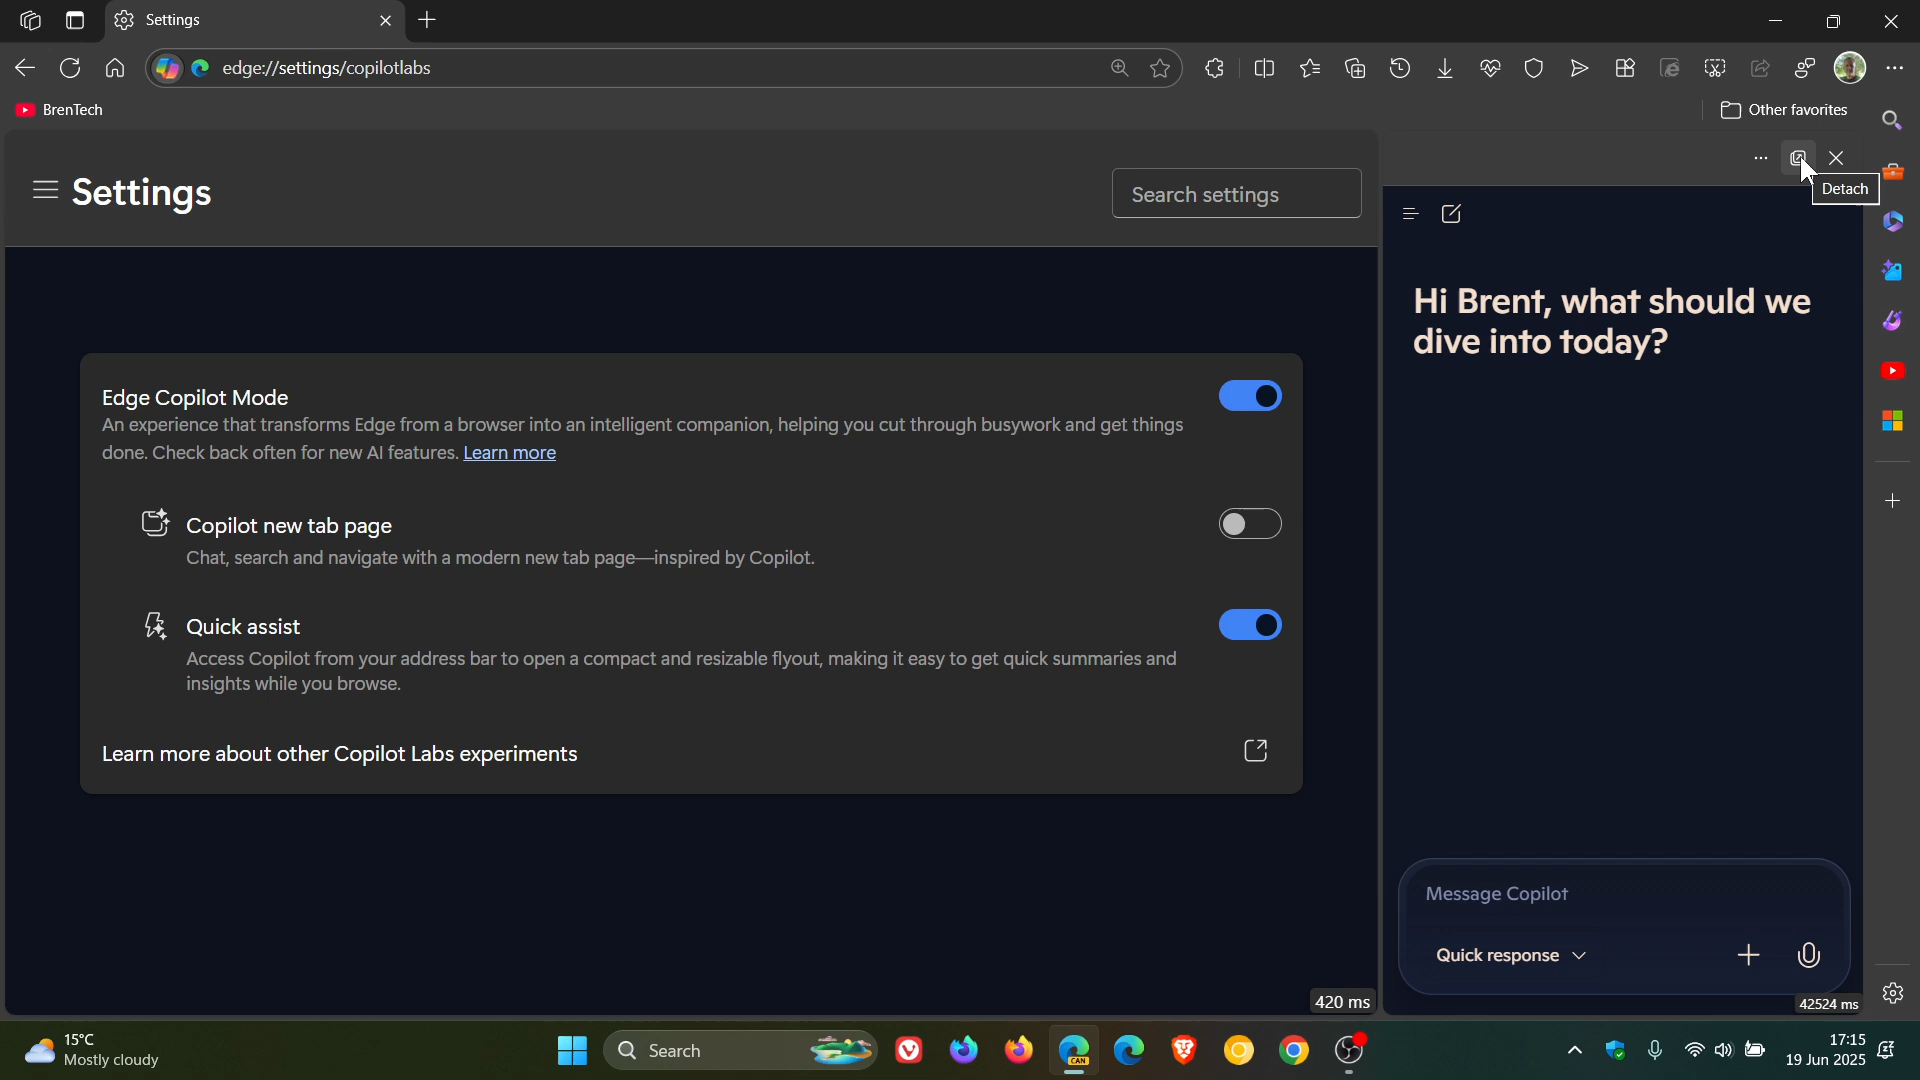 Settings
edge://settings/copilotlabs
BrenTech
Other favorites
Settings
Search settings
Detach
Hi Brent, what should we
dive into today?
Edge Copilot Mode
An experience that transforms Edge from a browser into an intelligent companion, helping you cut through busywork and get things
done. Check back often for new AI features. Learn more
Copilot new tab page
Chat, search and navigate with a modern new tab page—inspired by Copilot.
Quick assist
Access Copilot from your address bar to open a compact and resizable flyout, making it easy to get quick summaries and
insights while you browse.
Learn more about other Copilot Labs experiments
Message Copilot
Quick response
420 ms
42524 ms
15°C
Mostly cloudy
Search
CAN
17:15
19 Jun 2025